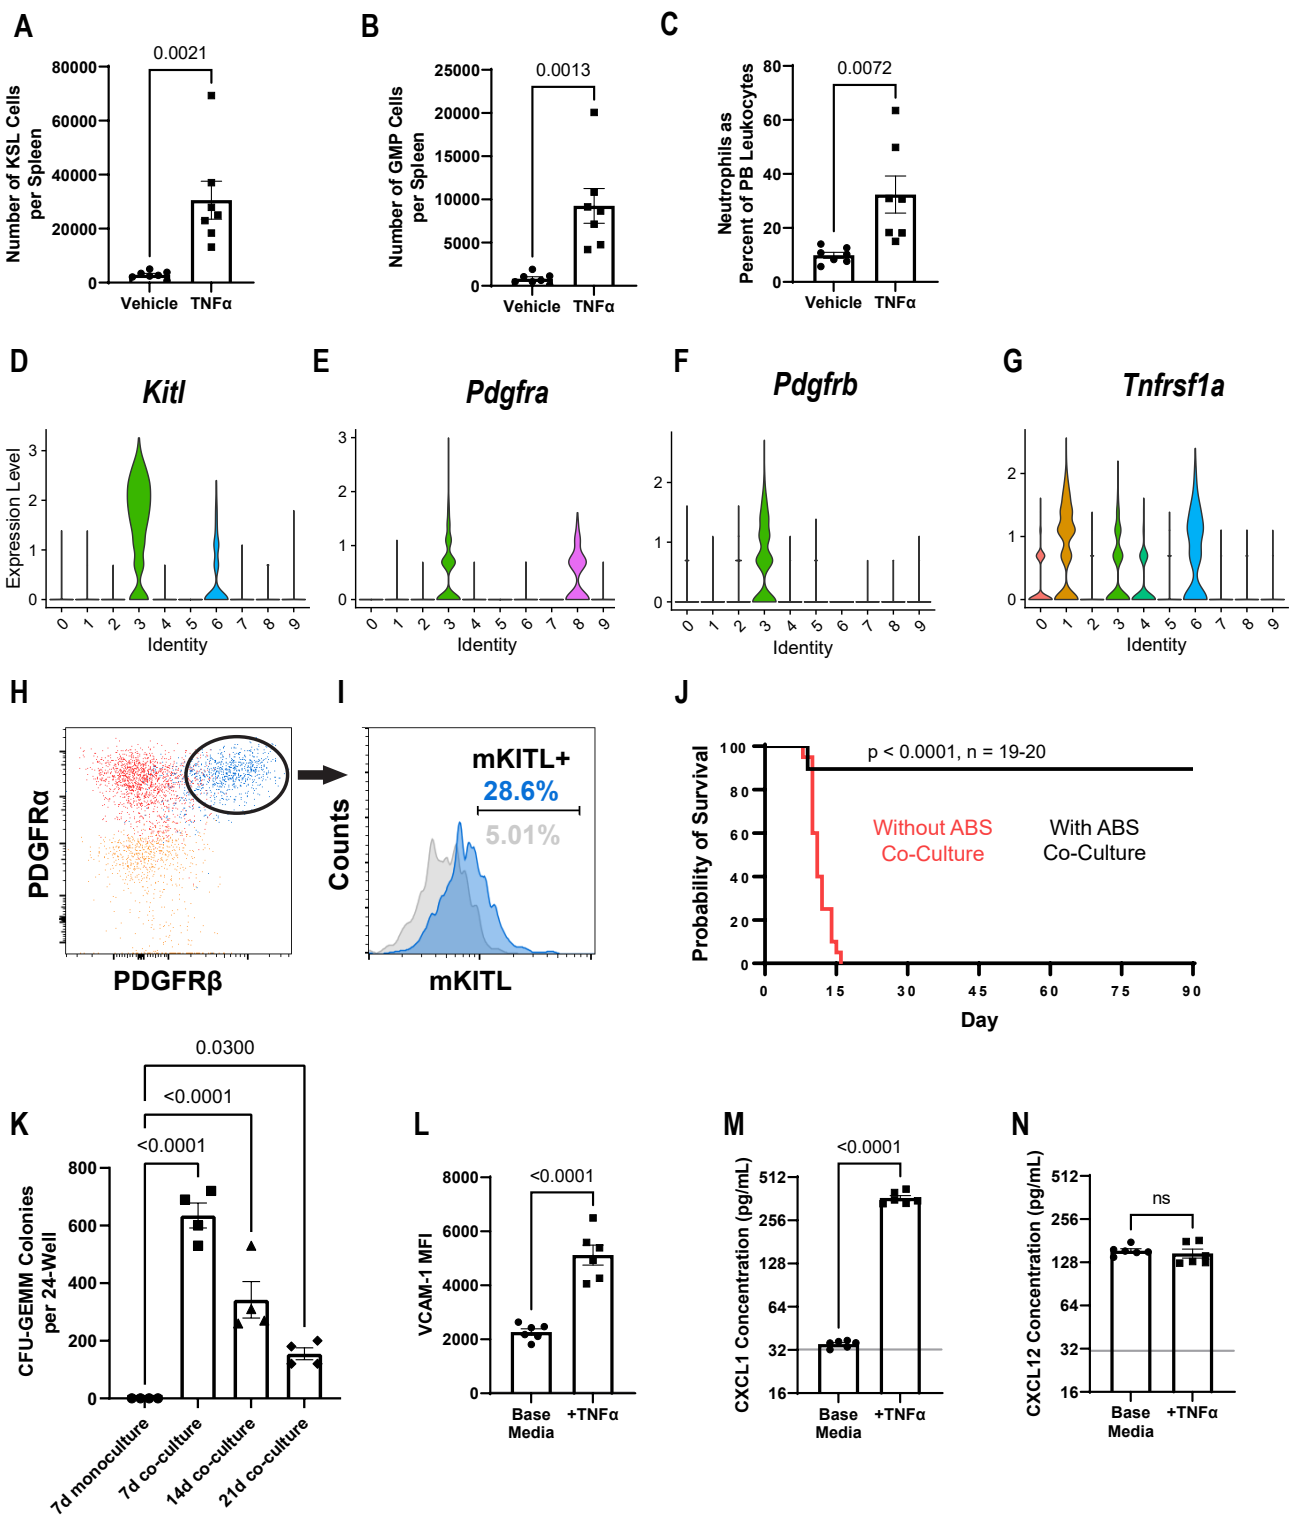 A
0.0021
Number of KSL Cells
per Spleen
80000
60000
40000
20000
0
Vehicle
TNFα
B
0.0013
Number of GMP Cells
per Spleen
25000
20000
15000
10000
5000
0
Vehicle
TNFα
C
0.0072
Neutrophils as
Percent of PB Leukocytes
80
60
40
20
0
Vehicle
TNFα
D
Kitl
Expression Level
3
2
1
0
0 1 2 3 4 5 6 7 8 9
Identity
E
Pdgfra
3
2
1
0
0 1 2 3 4 5 6 7 8 9
Identity
F
Pdgfrb
2
1
0
0 1 2 3 4 5 6 7 8 9
Identity
G
Tnfrsf1a
2
1
0
0 1 2 3 4 5 6 7 8 9
Identity
H
PDGFRα
PDGFRβ
I
Counts
mKITL+
28.6%
5.01%
mKITL
J
Probability of Survival
100
80
60
40
20
0
p < 0.0001, n = 19-20
Without ABS
Co-Culture
With ABS
Co-Culture
0 15 30 45 60 75 90
Day
K
0.0300
<0.0001
<0.0001
CFU-GEMM Colonies
per 24-Well
800
600
400
200
0
7d monoculture
7d co-culture
14d co-culture
21d co-culture
L
<0.0001
VCAM-1 MFI
8000
6000
4000
2000
0
Base
Media
+TNFα
M
<0.0001
CXCL1 Concentration (pg/mL)
512
256
128
64
32
16
Base
Media
+TNFα
N
ns
CXCL12 Concentration (pg/mL)
512
256
128
64
32
16
Base
Media
+TNFα